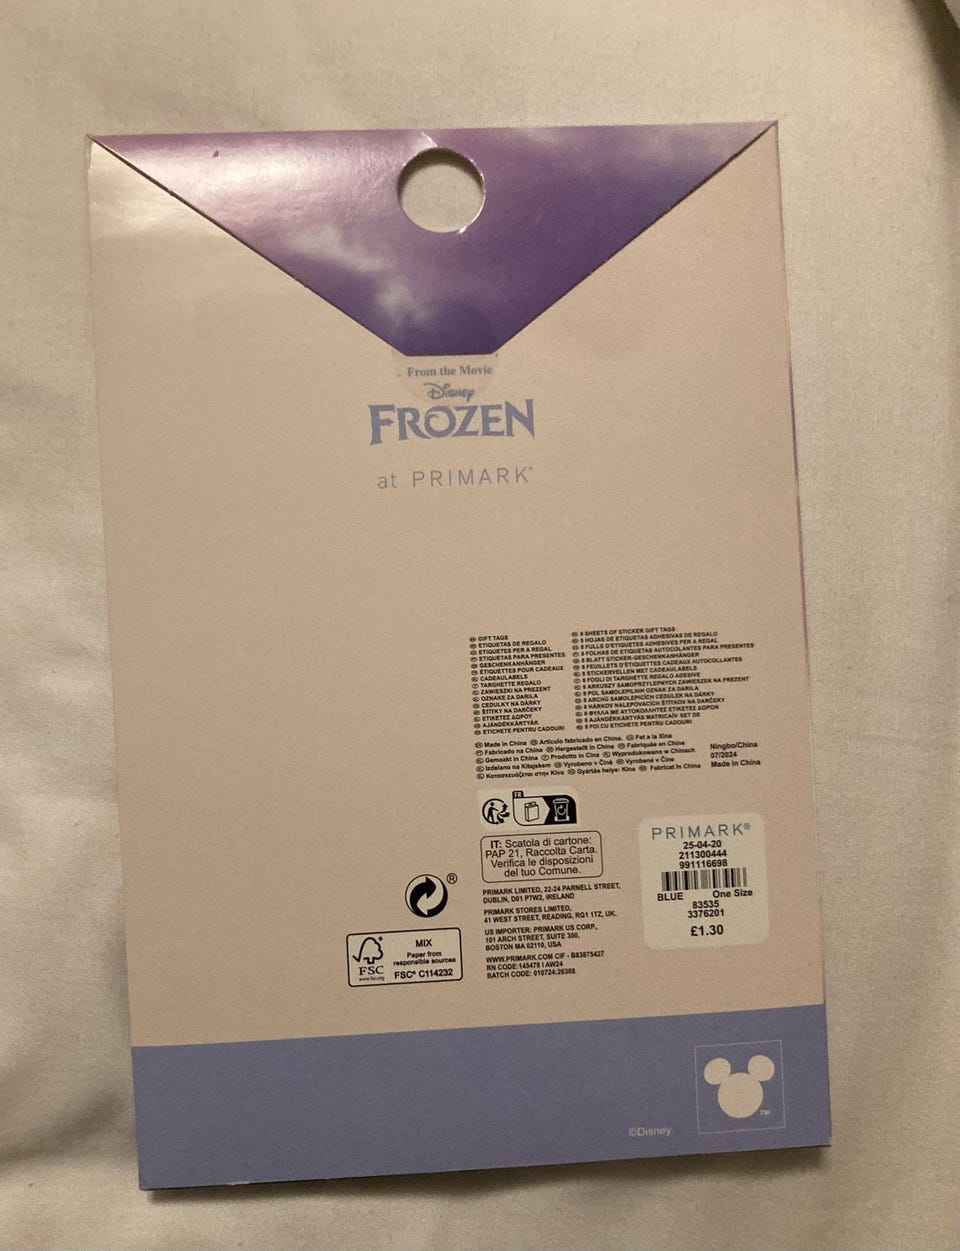 From the Movie
Disney
FROZEN
at PRIMARK®
GIFT TAGS
ETIQUETAS DE REGALO
ETIQUETES PER A REGAL
ETIQUETAS PARA PRESENTES
GESCHENKANHÄNGER
ÉTIQUETTES POUR CADEAUX
CADEAULABELS
TARGHETTE REGALO
ZAWIESZKI NA PREZENT
OZNAKE ZA DARILA
CEDULKY NA DÁRKY
ŠTÍTKY NA DARČEKY
ΕΤΙΚΕΤΕΣ ΔΩΡΟΥ
AJÁNDÉKKÁRTYÁK
ETICHETE PENTRU CADOURI
8 SHEETS OF STICKER GIFT TAGS
8 HOJAS DE ETIQUETAS ADHESIVAS DE REGALO
8 FULLS D'ETIQUETES ADHESIVES PER A REGAL
8 FOLHAS DE ETIQUETAS AUTOCOLANTES PARA PRESENTES
8 BLATT STICKER-GESCHENKANHÄNGER
8 FEUILLETS D'ÉTIQUETTES CADEAUX AUTOCOLLANTES
8 STICKERVELLEN MET CADEAULABELS
8 FOGLI DI TARGHETTE REGALO ADESIVE
8 ARKUSZY SAMOPRZYLEPNYCH ZAWIESZEK NA PREZENT
8 POL SAMOLEPILNIH OZNAK ZA DARILA
8 ARCHŮ SAMOLEPICÍCH CEDULEK NA DÁRKY
8 HÁRKOV NALEPOVACÍCH ŠTÍTKOV NA DARČEKY
8 ΦΥΛΛΑ ΜΕ ΑΥΤΟΚΟΛΛΗΤΕΣ ΕΤΙΚΕΤΕΣ ΔΩΡΟΥ
8 AJÁNDÉKKÁRTYÁS MATRICAÍV SET DE
8 FOI CU ETICHETE PENTRU CADOURI
Made in China Artículo fabricado en China. Fet a la Xina
Fabricado na China Hergestellt in China Fabriquée en Chine
Gemaakt in China Prodotto in Cina Wyprodukowano w Chinach
Izdelano na Kitajskem Vyrobeno v Číně Vyrobené v Číne
Κατασκευάζεται στην Κίνα Gyártás helye: Kína Fabricat în China
Ningbo/China
07/2024
Made in China
FR
IT: Scatola di cartone:
PAP 21, Raccolta Carta.
Verifica le disposizioni
del tuo Comune.
PRIMARK LIMITED, 22-24 PARNELL STREET,
DUBLIN, D01 P7W2, IRELAND
PRIMARK STORES LIMITED,
41 WEST STREET, READING, RG1 1TZ, UK.
US IMPORTER: PRIMARK US CORP.,
101 ARCH STREET, SUITE 300,
BOSTON MA 02110, USA
WWW.PRIMARK.COM CIF - B83875427
RN CODE:145478 I AW24
BATCH CODE: 010724:26388
®
FSC
www.fsc.org
MIX
Paper from
responsible sources
FSC® C114232
PRIMARK®
25-04-20
211300444
991116698
BLUE One Size
83535
3376201
£1.30
©Disney
TM